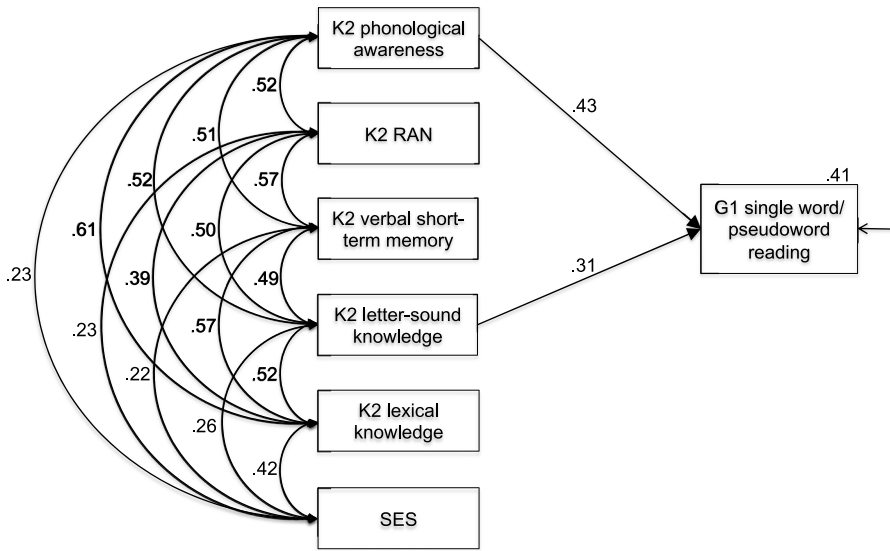 K2 phonological
awareness
.52
.43
.51
K2 RAN
.52
.57
.41
.61
.50
K2 verbal short-
term memory
G1 single word/
pseudoword
reading
.23
.39
.49
.31
.23
.57
K2 letter-sound
knowledge
.22
.52
.26
K2 lexical
knowledge
.42
SES